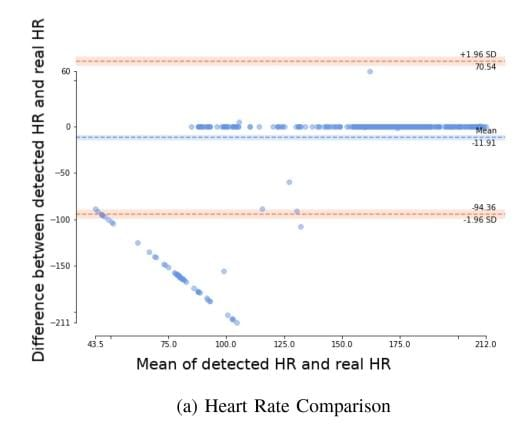 Difference between detected HR and real HR
+1.96 SD
70.54
60
0
Mean
-11.91
−50
-94.36
−100
-1.96 SD
−150
−211
43.5 75.0 100.0 125.0 150.0 175.0 212.0
Mean of detected HR and real HR
(a) Heart Rate Comparison